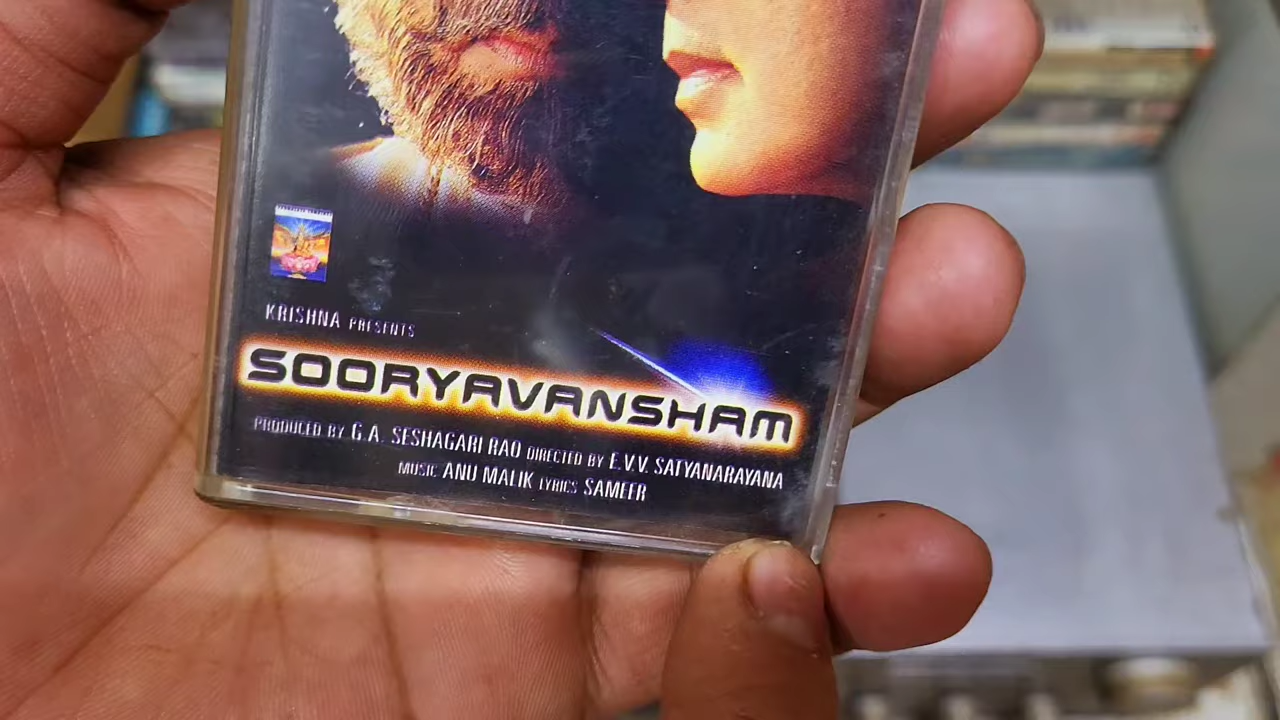 KRISHNA PRESENTS
SOORYAVANSHAM
PRODUCED BY G.A. SESHAGARI RAO DIRECTED BY E.V.V. SATYANARAYANA
MUSIC ANU MALIK LYRICS SAMEER